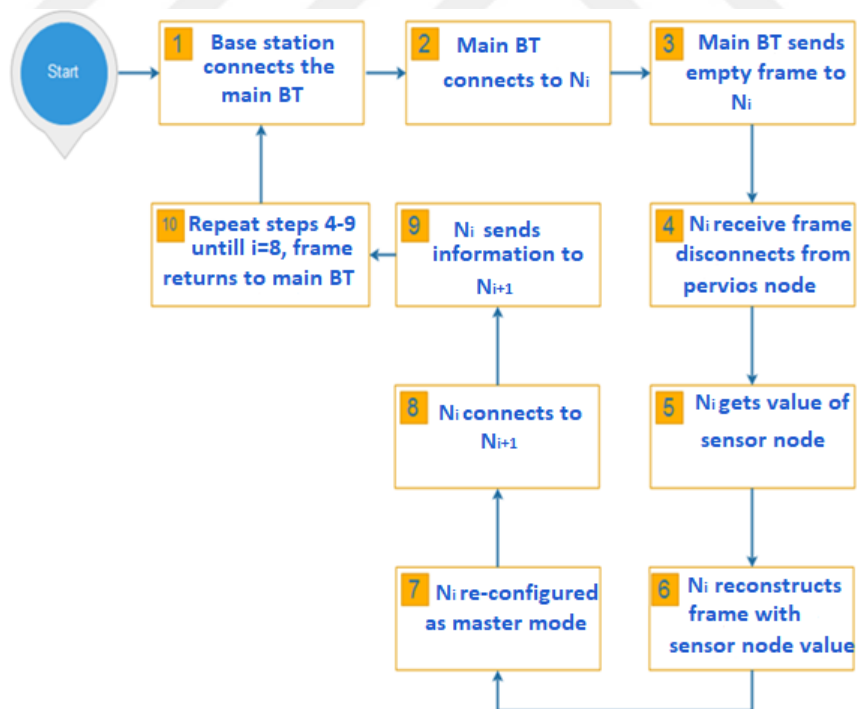 Start
1 Base station
connects the
main BT
2 Main BT
connects to Ni
3 Main BT sends
empty frame to
Ni
4 Ni receive frame
disconnects from
pervios node
5 Ni gets value of
sensor node
6 Ni reconstructs
frame with
sensor node value
7 Ni re-configured
as master mode
8 Ni connects to
Ni+1
9 Ni sends
information to
Ni+1
10 Repeat steps 4-9
untill i=8, frame
returns to main BT